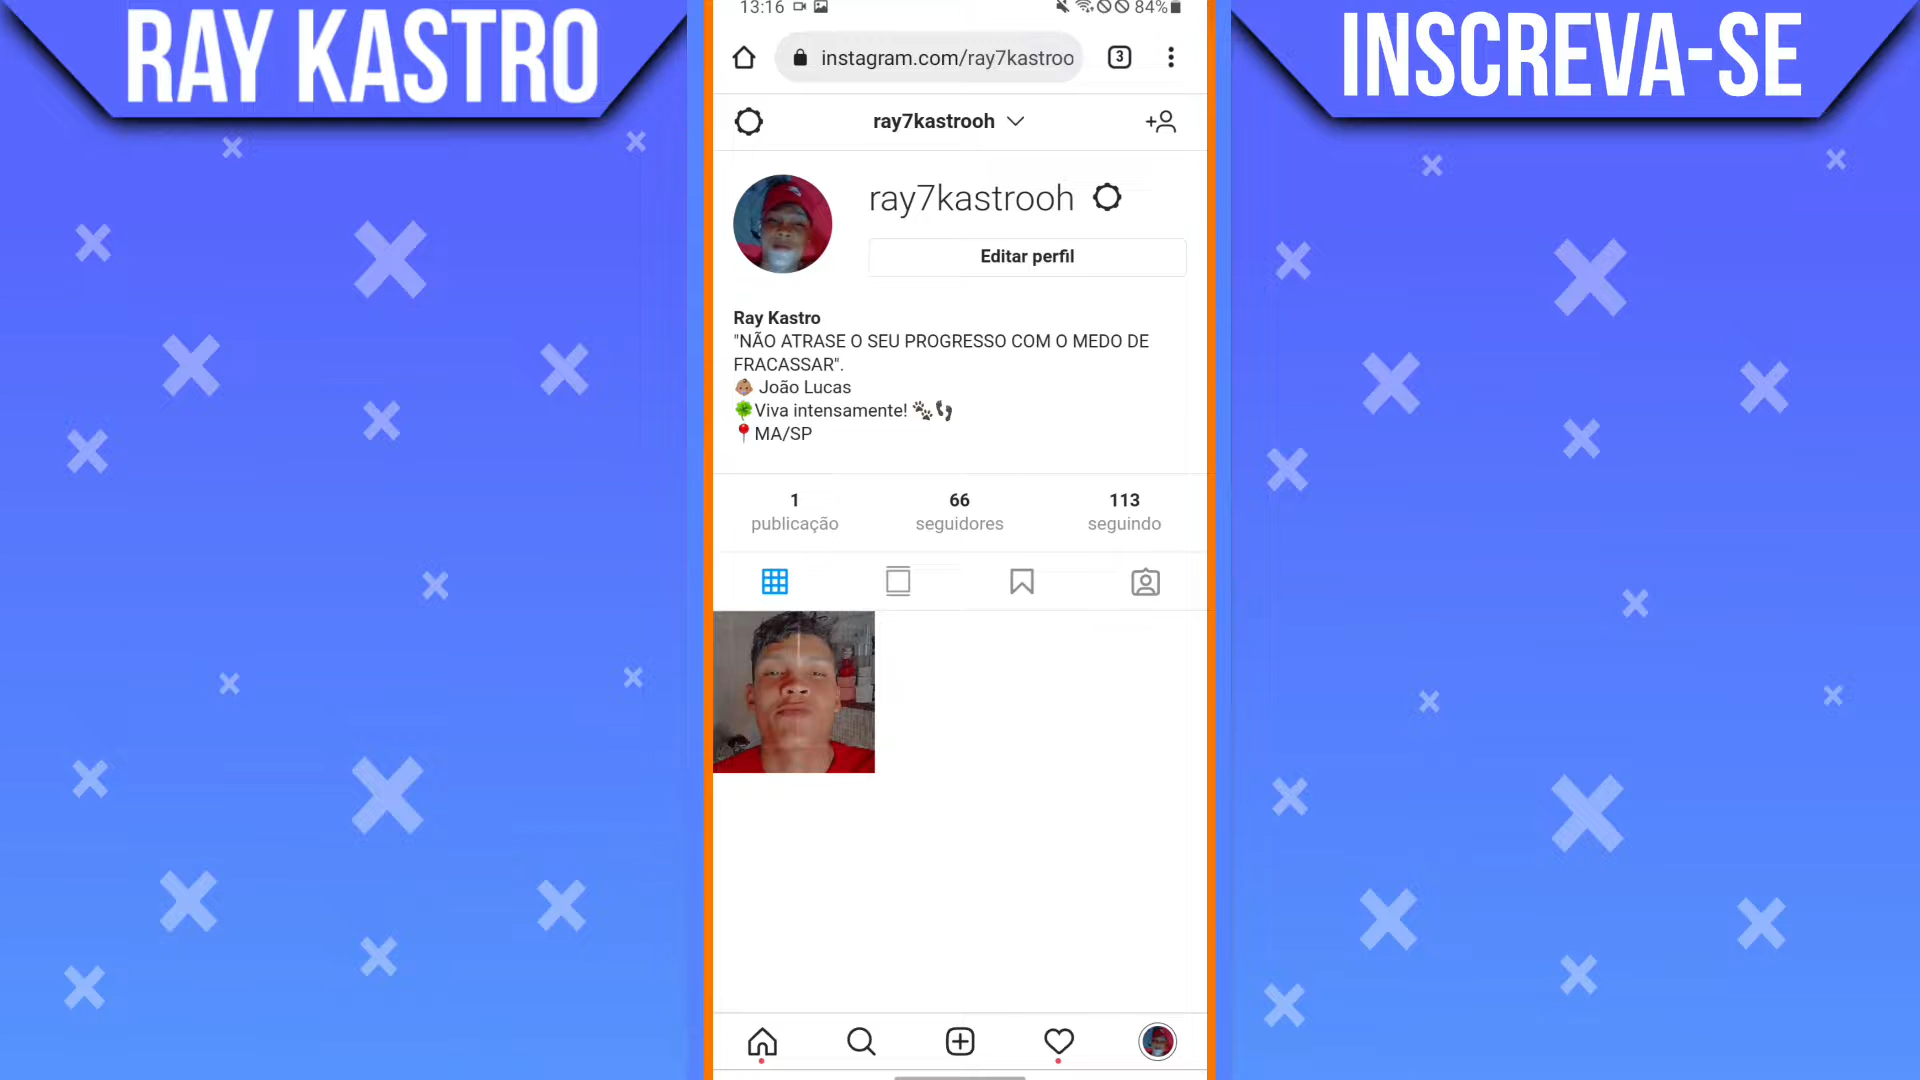 RAY KASTRO
INSCREVA-SE
13:16
84%
instagram.com/ray7kastroo
3
ray7kastrooh
ray7kastrooh
Editar perfil
Ray Kastro
"NÃO ATRASE O SEU PROGRESSO COM O MEDO DE
FRACASSAR".
👶🏽 João Lucas
🍀Viva intensamente! 🐾👣
📍MA/SP
1 66 113
publicação seguidores seguindo